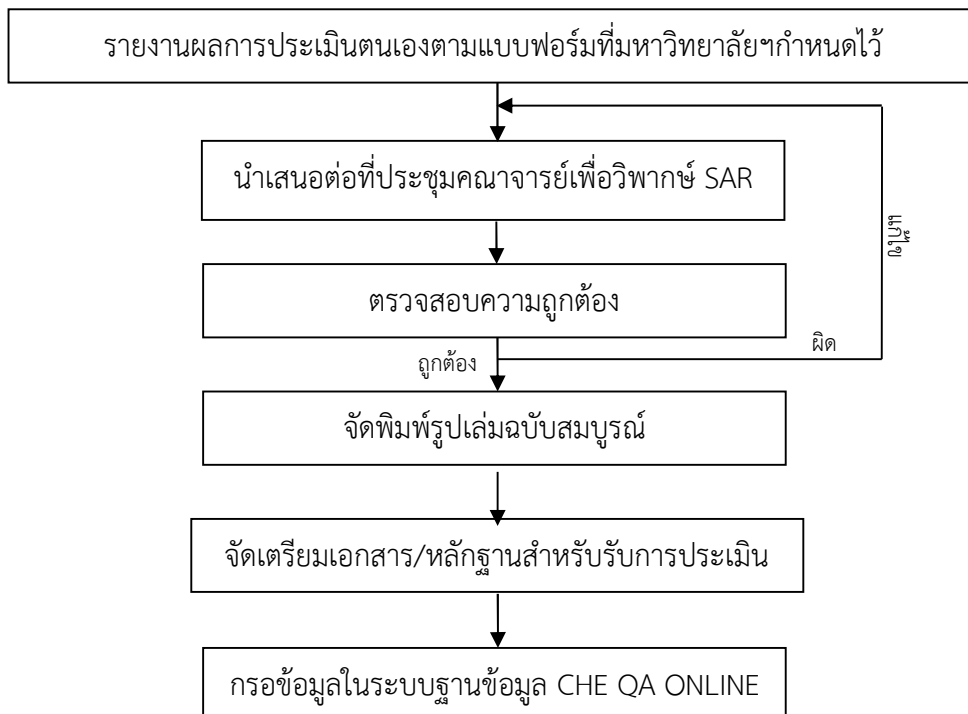 รายงานผลการประเมินตนเองตามแบบฟอร์มที่มหาวิทยาลัยฯกำหนดไว้
นำเสนอต่อที่ประชุมคณาจารย์เพื่อวิพากษ์ SAR
แก้ไข
ตรวจสอบความถูกต้อง
ผิด
ถูกต้อง
จัดพิมพ์รูปเล่มฉบับสมบูรณ์
จัดเตรียมเอกสาร/หลักฐานสำหรับรับการประเมิน
กรอข้อมูลในระบบฐานข้อมูล CHE QA ONLINE